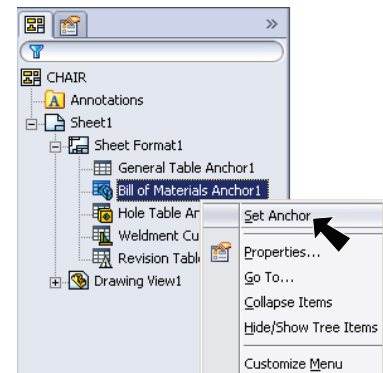 »
CHAIR
A Annotations
Sheet1
Sheet Format1
General Table Anchor1
Bill of Materials Anchor1
Hole Table An
Set Anchor
Weldment Cu
Properties...
Revision Table
Go To...
Drawing View1
Collapse Items
Hide/Show Tree Items
Customize Menu